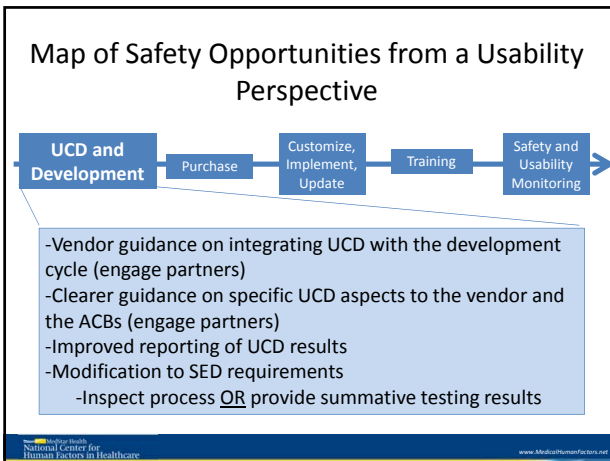 Map of Safety Opportunities from a Usability
Perspective
UCD and
Development
Purchase
Customize,
Implement,
Update
Training
Safety and
Usability
Monitoring
-Vendor guidance on integrating UCD with the development
cycle (engage partners)
-Clearer guidance on specific UCD aspects to the vendor and
the ACBs (engage partners)
-Improved reporting of UCD results
-Modification to SED requirements
-Inspect process OR provide summative testing results
MedStar Health
National Center for
Human Factors in Healthcare
www.MedicalHumanFactors.net